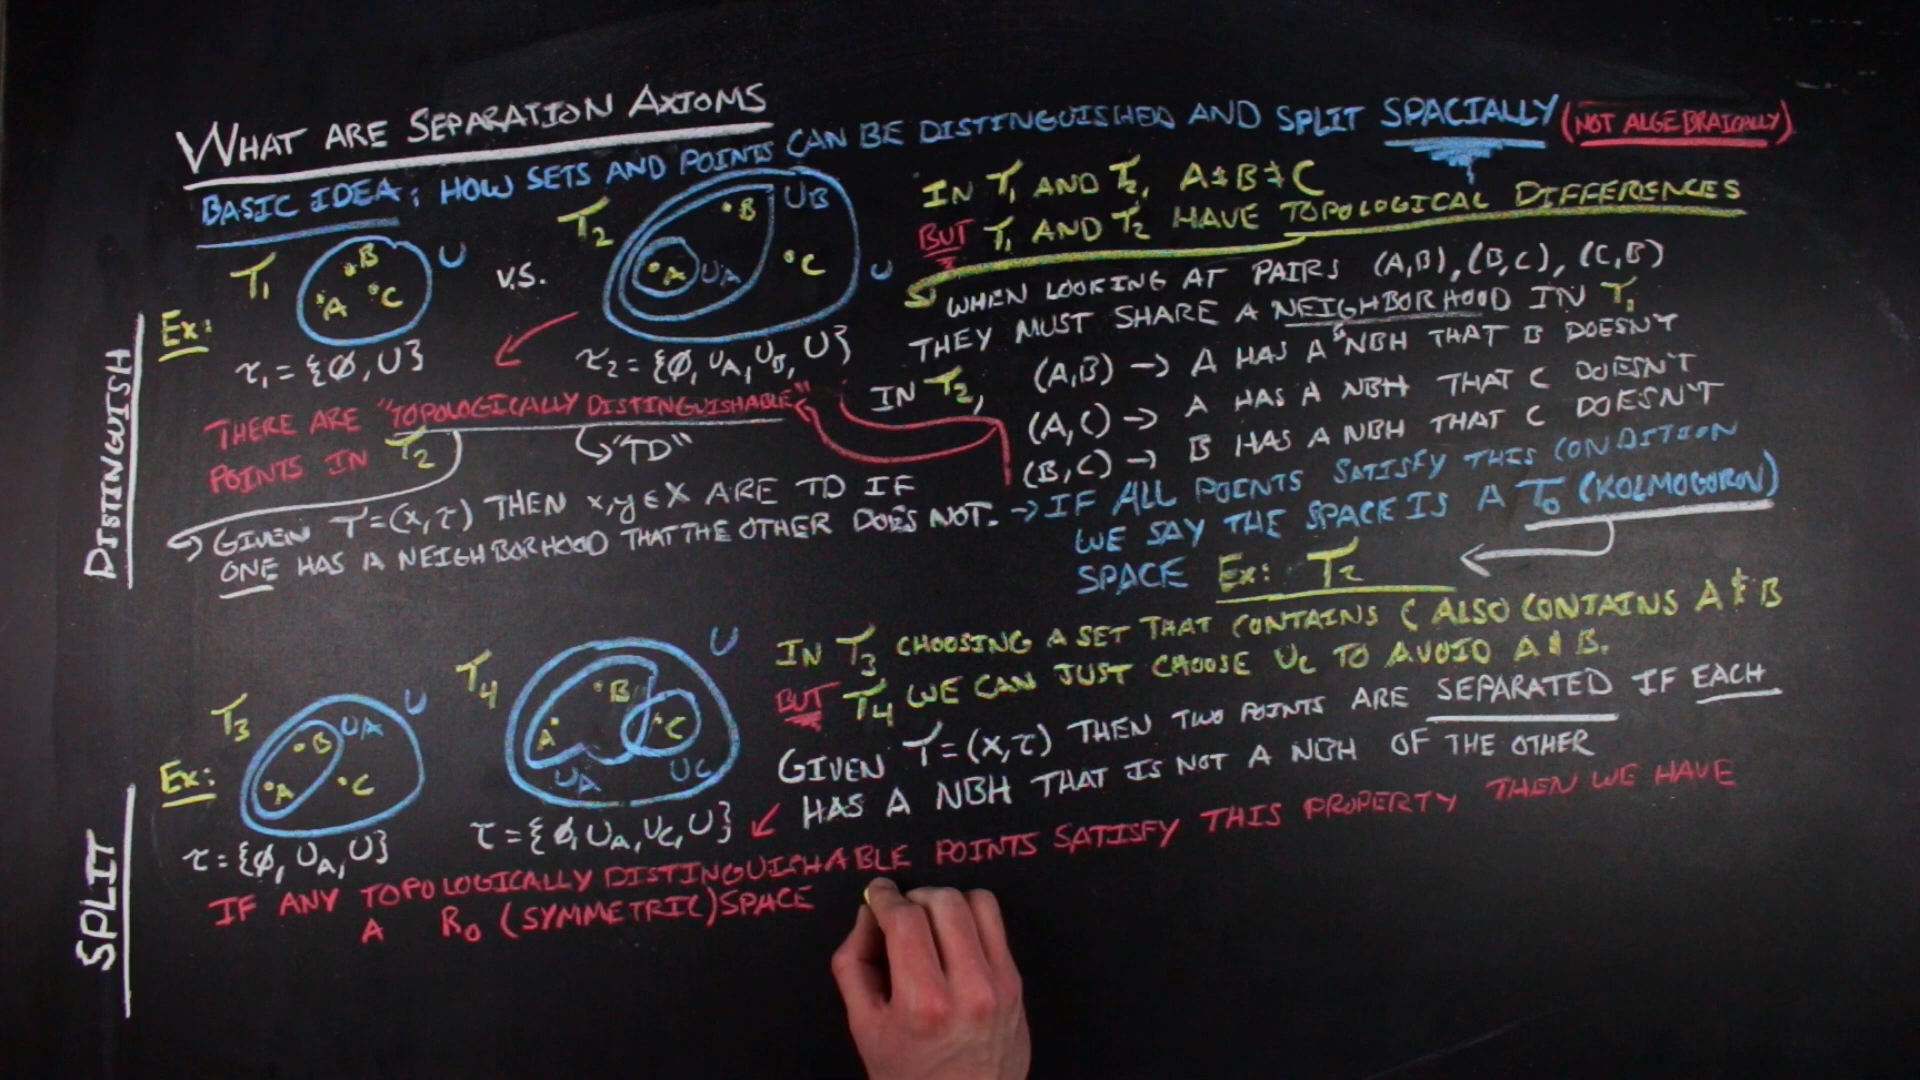 WHAT ARE SEPARATION AXIOMS
BASIC IDEA: HOW SETS AND POINTS CAN BE DISTINGUISHED AND SPLIT SPACIALLY (NOT ALGEBRAICALLY)
DISTINGUISH
Ex:
T₁
B
A
C
U
V.S.
T₂
B
UB
A
UA
C
U
τ₁ = {Ø, U}
τ₂ = {Ø, U_A, U_B, U}
IN T₁ AND T₂, A ≠ B ≠ C
BUT T₁ AND T₂ HAVE TOPOLOGICAL DIFFERENCES
WHEN LOOKING AT PAIRS (A,B), (B,C), (C,B)
THEY MUST SHARE A NEIGHBORHOOD IN T₁
IN T₂, (A,B) → A HAS A NBH THAT B DOESN'T
(A,C) → A HAS A NBH THAT C DOESN'T
(B,C) → B HAS A NBH THAT C DOESN'T
THERE ARE "TOPOLOGICALLY DISTINGUISHABLE"
POINTS IN T₂
"TD"
GIVEN T=(X,τ) THEN x,y∈X ARE TD IF
ONE HAS A NEIGHBORHOOD THAT THE OTHER DOES NOT.
→ IF ALL POINTS SATISFY THIS CONDITION
WE SAY THE SPACE IS A T₀ (KOLMOGOROV)
SPACE Ex: T₂
SPLIT
Ex:
T₃
B
UA
U
A
C
T₄
U
B
A
C
UA
UC
τ = {Ø, U_A, U}
τ = {Ø, U_A, U_C, U}
IN T₃ CHOOSING A SET THAT CONTAINS C ALSO CONTAINS A & B
BUT T₄ WE CAN JUST CHOOSE U_C TO AVOID A & B.
GIVEN T=(X,τ) THEN TWO POINTS ARE SEPARATED IF EACH
HAS A NBH THAT IS NOT A NBH OF THE OTHER
IF ANY TOPOLOGICALLY DISTINGUISHABLE POINTS SATISFY THIS PROPERTY THEN WE HAVE
A R₀ (SYMMETRIC) SPACE